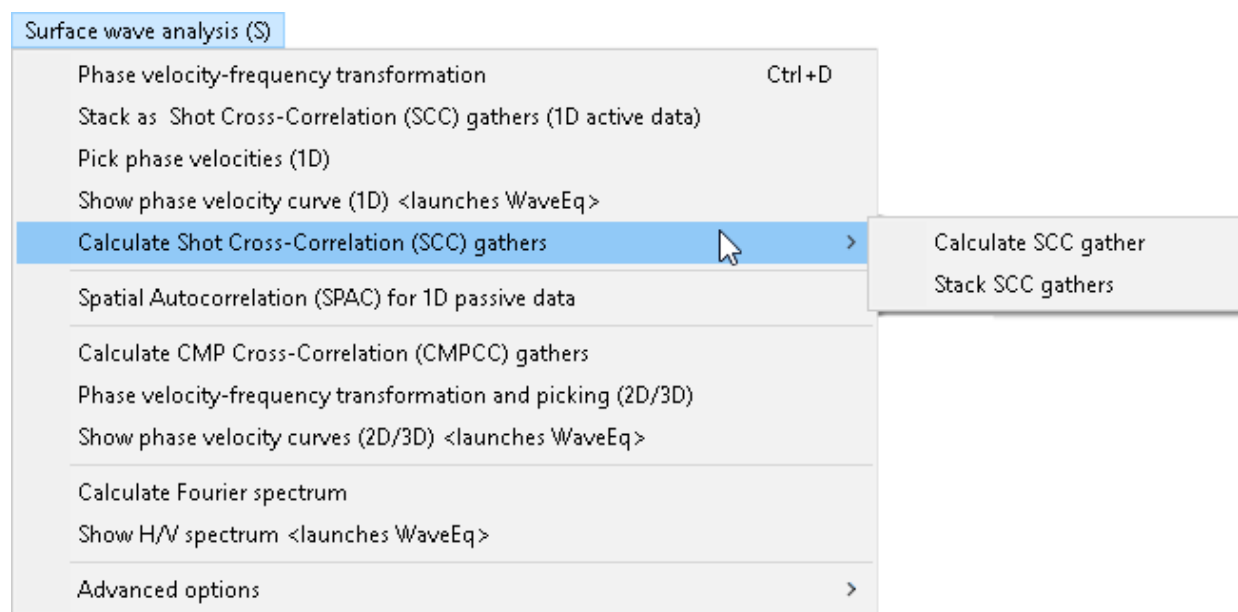 Surface wave analysis (S)
Phase velocity-frequency transformation Ctrl+D
Stack as  Shot Cross-Correlation (SCC) gathers (1D active data)
Pick phase velocities (1D)
Show phase velocity curve (1D) <launches WaveEq>
Calculate Shot Cross-Correlation (SCC) gathers >
Calculate SCC gather
Stack SCC gathers
Spatial Autocorrelation (SPAC) for 1D passive data
Calculate CMP Cross-Correlation (CMPCC) gathers
Phase velocity-frequency transformation and picking (2D/3D)
Show phase velocity curves (2D/3D) <launches WaveEq>
Calculate Fourier spectrum
Show H/V spectrum <launches WaveEq>
Advanced options >